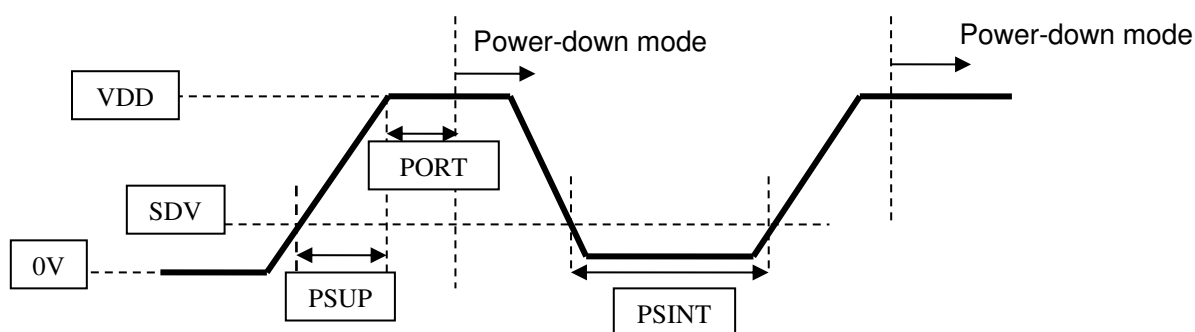 Power-down mode
Power-down mode
VDD
PORT
SDV
0V
PSUP
PSINT